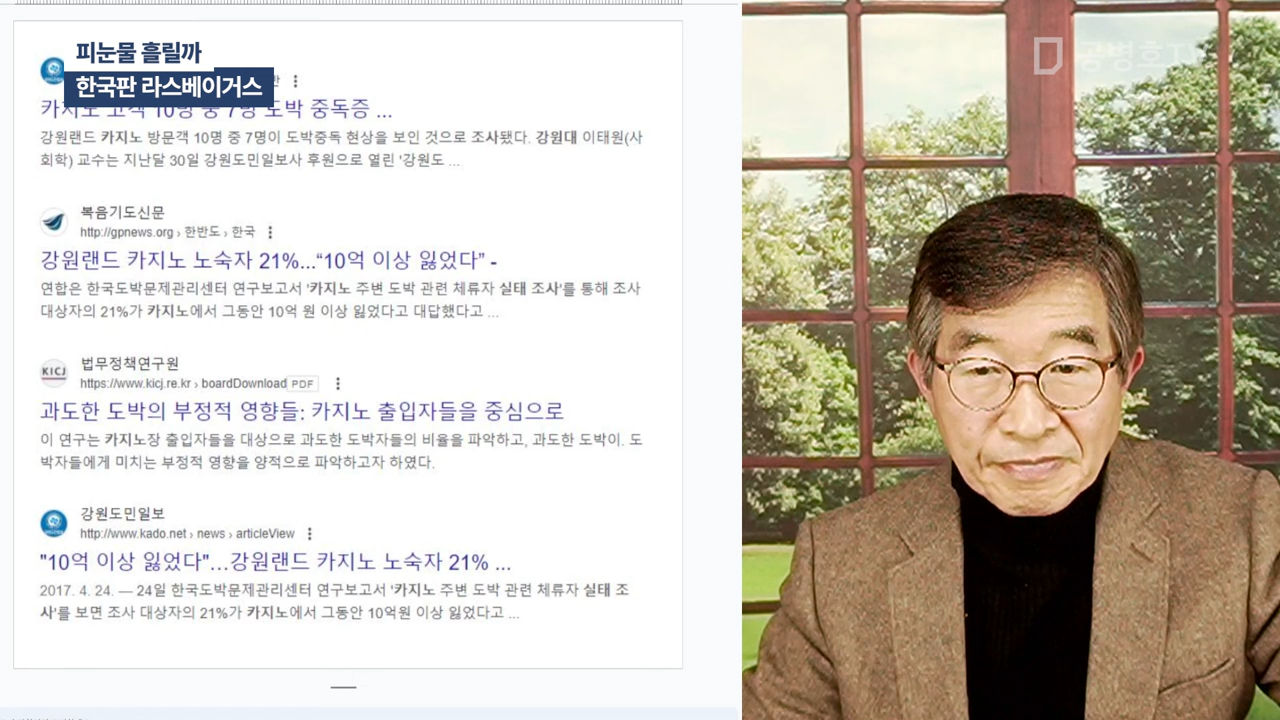 피눈물 흘릴까
한국판 라스베이거스
카지노 고객 10명 중 7명 도박 중독증 ...
강원랜드 카지노 방문객 10명 중 7명이 도박중독 현상을 보인 것으로 조사됐다. 강원대 이태원(사
회학) 교수는 지난달 30일 강원도민일보사 후원으로 열린 '강원도 ...
복음기도신문
http://gpnews.org › 한반도 › 한국
강원랜드 카지노 노숙자 21%...“10억 이상 잃었다” -
연합은 한국도박문제관리센터 연구보고서 '카지노 주변 도박 관련 체류자 실태 조사'를 통해 조사
대상자의 21%가 카지노에서 그동안 10억 원 이상 잃었다고 대답했다고 ...
KICJ
법무정책연구원
https://www.kicj.re.kr › boardDownload PDF
과도한 도박의 부정적 영향들: 카지노 출입자들을 중심으로
이 연구는 카지노장 출입자들을 대상으로 과도한 도박자들의 비율을 파악하고, 과도한 도박이. 도
박자들에게 미치는 부정적 영향을 양적으로 파악하고자 하였다.
강원도민일보
http://www.kado.net › news › articleView
"10억 이상 잃었다"...강원랜드 카지노 노숙자 21% ...
2017. 4. 24. — 24일 한국도박문제관리센터 연구보고서 '카지노 주변 도박 관련 체류자 실태 조
사'를 보면 조사 대상자의 21%가 카지노에서 그동안 10억원 이상 잃었다고 ...
공병호TV